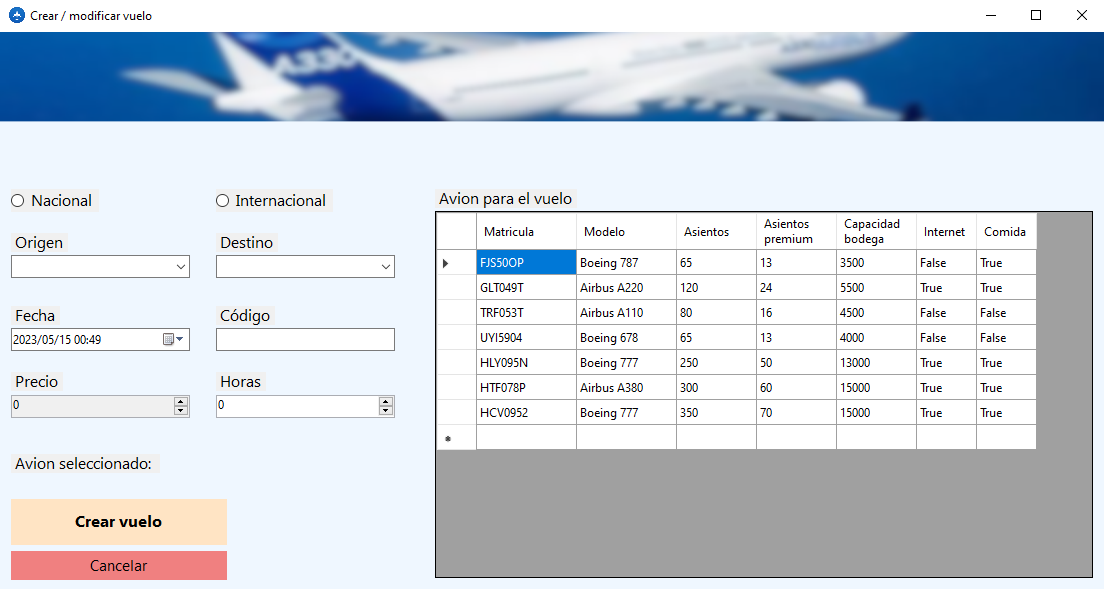 Crear / modificar vuelo
A330
Nacional
Internacional
Origen
Destino
Fecha
Código
2023/05/15 00:49
Precio
Horas
0
0
Avion seleccionado:
Crear vuelo
Cancelar
Avion para el vuelo
Matricula Modelo Asientos Asientos premium Capacidad bodega Internet Comida
FJS50OP Boeing 787 65 13 3500 False True
GLT049T Airbus A220 120 24 5500 True True
TRF053T Airbus A110 80 16 4500 False False
UYI5904 Boeing 678 65 13 4000 False False
HLY095N Boeing 777 250 50 13000 True True
HTF078P Airbus A380 300 60 15000 True True
HCV0952 Boeing 777 350 70 15000 True True